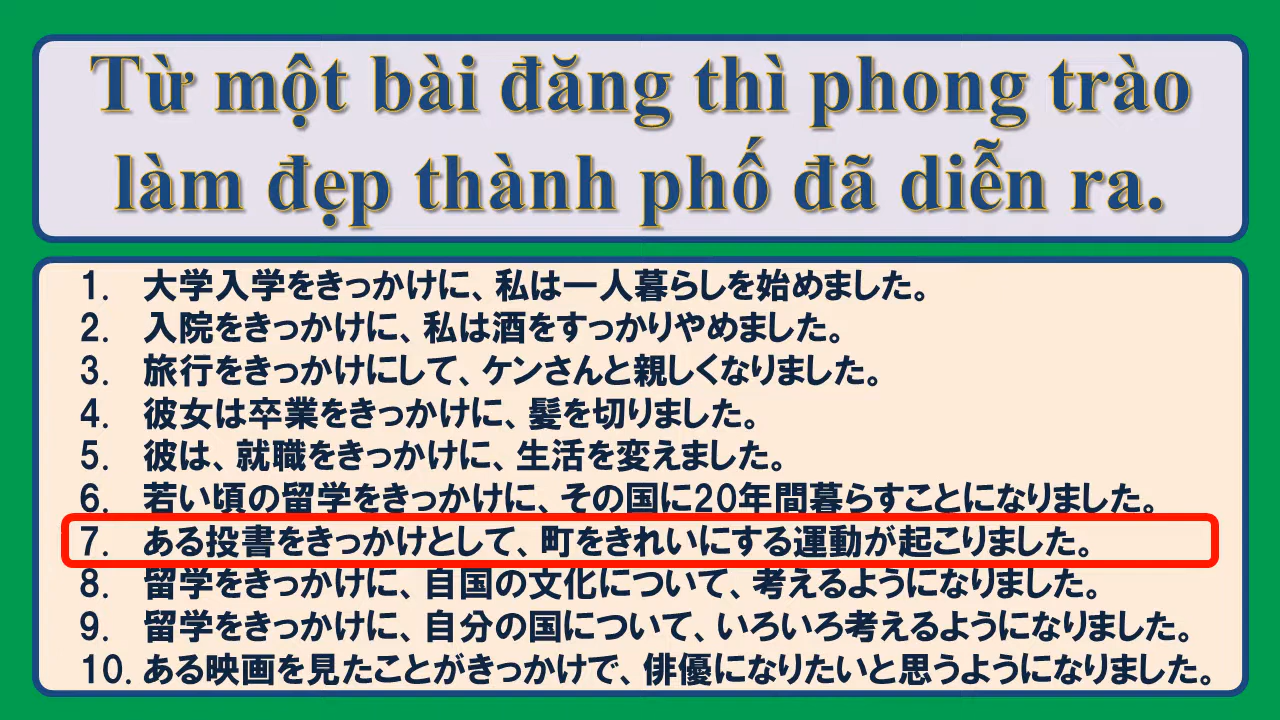 Từ một bài đăng thì phong trào
làm đẹp thành phố đã diễn ra.
1. 大学入学をきっかけに、私は一人暮らしを始めました。
2. 入院をきっかけに、私は酒をすっかりやめました。
3. 旅行をきっかけにして、ケンさんと親しくなりました。
4. 彼女は卒業をきっかけに、髪を切りました。
5. 彼は、就職をきっかけに、生活を変えました。
6. 若い頃の留学をきっかけに、その国に20年間暮らすことになりました。
7. ある投書をきっかけとして、町をきれいにする運動が起こりました。
8. 留学をきっかけに、自国の文化について、考えるようになりました。
9. 留学をきっかけに、自分の国について、いろいろ考えるようになりました。
10. ある映画を見たことがきっかけで、俳優になりたいと思うようになりました。